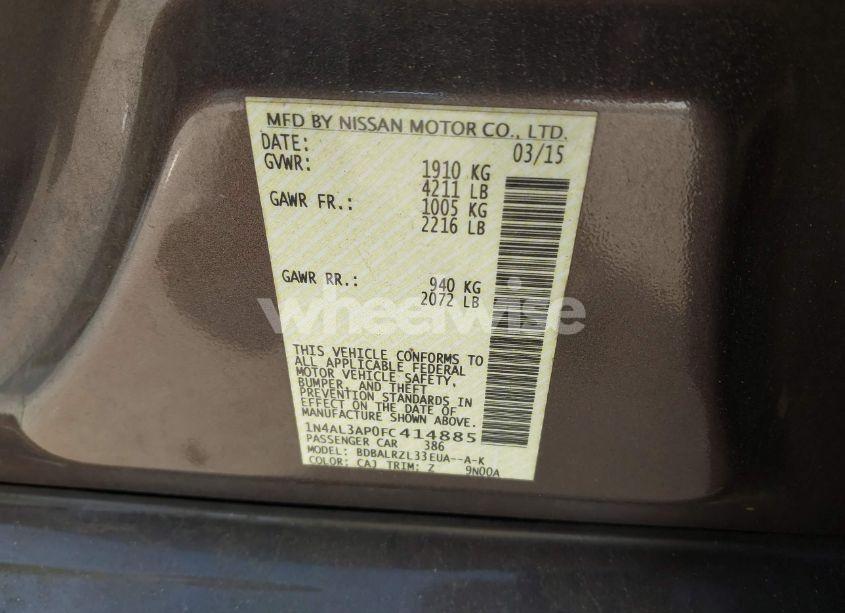 MFD BY NISSAN MOTOR CO., LTD.
DATE: 03/15
GVWR: 1910 KG
4211 LB
GAWR FR.: 1005 KG
2216 LB
GAWR RR.: 940 KG
2072 LB
wheelwise
THIS VEHICLE CONFORMS TO
ALL APPLICABLE FEDERAL
MOTOR VEHICLE SAFETY,
BUMPER, AND THEFT
PREVENTION STANDARDS IN
EFFECT ON THE DATE OF
MANUFACTURE SHOWN ABOVE.
1N4AL3AP0FC414885
PASSENGER CAR 386
MODEL: BDBALRZL33EUA--A-K
COLOR: CAJ TRIM: Z 9N00A